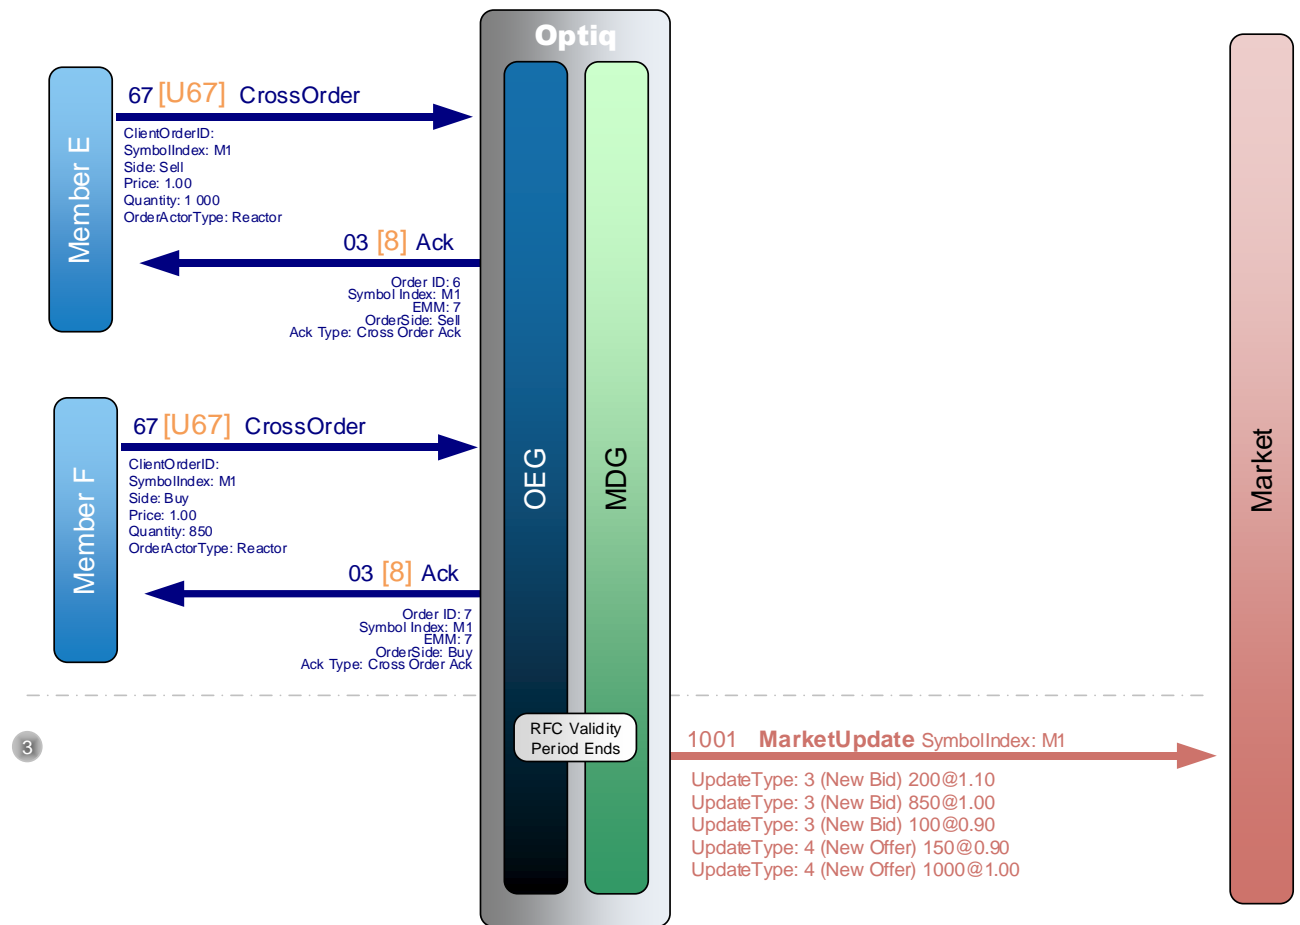 Optiq
Member E
67 [U67] CrossOrder
ClientOrderID:
SymbolIndex: M1
Side: Sell
Price: 1.00
Quantity: 1 000
OrderActorType: Reactor
03 [8] Ack
Order ID: 6
Symbol Index: M1
EMM: 7
OrderSide: Sell
Ack Type: Cross Order Ack
Member F
67 [U67] CrossOrder
ClientOrderID:
SymbolIndex: M1
Side: Buy
Price: 1.00
Quantity: 850
OrderActorType: Reactor
03 [8] Ack
Order ID: 7
Symbol Index: M1
EMM: 7
OrderSide: Buy
Ack Type: Cross Order Ack
OEG
MDG
Market
3
RFC Validity
Period Ends
1001 MarketUpdate SymbolIndex: M1
UpdateType: 3 (New Bid) 200@1.10
UpdateType: 3 (New Bid) 850@1.00
UpdateType: 3 (New Bid) 100@0.90
UpdateType: 4 (New Offer) 150@0.90
UpdateType: 4 (New Offer) 1000@1.00